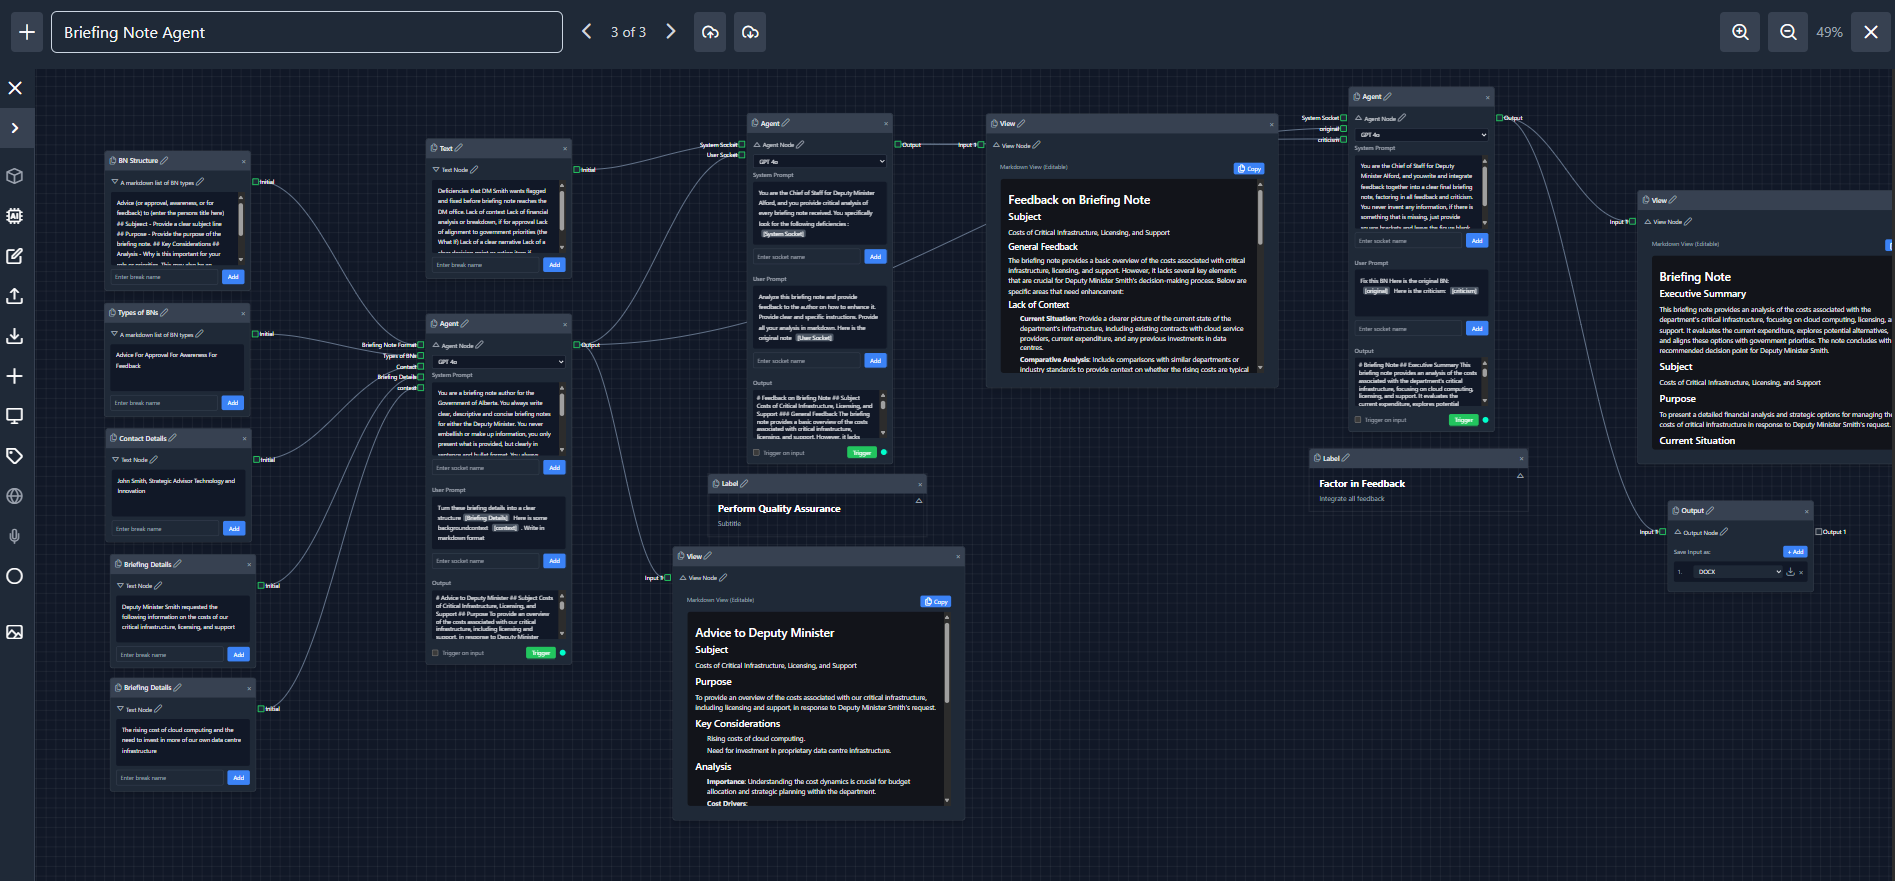 Briefing Note Agent
3 of 3
49%
BN Structure
A markdown list of BN types
Advice (or approval, awareness, or for
feedback) to (enter the persons title here)
## Subject - Provide a clear subject line
## Purpose - Provide the purpose of the
briefing note. ## Key Considerations ##
Analysis - Why is this important for your
Enter break name
Add
Initial
Types of BNs
A markdown list of BN types
Advice For Approval For Awareness For
Feedback
Enter break name
Add
Initial
Contact Details
Text Node
John Smith, Strategic Advisor Technology and
Innovation
Enter break name
Add
Initial
Briefing Details
Text Node
Deputy Minister Smith requested the
following information on the costs of our
critical infrastructure, licensing, and support
Enter break name
Add
Initial
Briefing Details
Text Node
The rising cost of cloud computing and the
need to invest in more of our own data centre
infrastructure
Enter break name
Add
Initial
Text
Text Node
Deficiencies that DM Smith wants flagged
and fixed before briefing note reaches the
DM office. Lack of context Lack of financial
analysis or breakdown, if for approval Lack
of alignment to government priorities (the
What if) Lack of a clear narrative Lack of a
Enter break name
Add
Initial
Agent
Briefing Note Format
Types of BNs
Contact
Briefing Details
context
Agent Node
GPT 4o
System Prompt
You are a briefing note author for the
Government of Alberta. You always write
clear, descriptive and concise briefing notes
for either the Deputy Minister. You never
embellish or make up information, you only
present what is provided, but clearly in
sentence and bullet format. You always
Enter socket name
Add
User Prompt
Turn these briefing details into a clear
structure [Briefing Details] Here is some
backgroundcontext [context] . Write in
markdown format
Enter socket name
Add
Output
# Advice to Deputy Minister ## Subject Costs
of Critical Infrastructure, Licensing, and
Support ## Purpose To provide an overview
of the costs associated with our critical
infrastructure, including licensing and
support, in response to Deputy Minister
Trigger on input
Trigger
Output
Agent
System Socket
User Socket
Agent Node
GPT 4o
System Prompt
You are the Chief of Staff for Deputy Minister
Alford, and you provide critical analysis of
every briefing note received. You specifically
look for the following deficiencies :
[System Socket]
Enter socket name
Add
User Prompt
Analyze this briefing note and provide
feedback to the author on how to enhance it.
Provide clear and specific instructions. Provide
all your analysis in markdown. Here is the
original note [User Socket]
Enter socket name
Add
Output
# Feedback on Briefing Note ## Subject
Costs of Critical Infrastructure, Licensing, and
Support ### General Feedback The briefing
note provides a basic overview of the costs
associated with critical infrastructure,
licensing, and support. However, it lacks
Trigger on input
Trigger
Output
Label
Perform Quality Assurance
Subtitle
View
Input 1
View Node
Markdown View (Editable)
Copy
Advice to Deputy Minister
Subject
Costs of Critical Infrastructure, Licensing, and Support
Purpose
To provide an overview of the costs associated with our critical infrastructure,
including licensing and support, in response to Deputy Minister Smith's request.
Key Considerations
Rising costs of cloud computing.
Need for investment in proprietary data centre infrastructure.
Analysis
Importance: Understanding the cost dynamics is crucial for budget
allocation and strategic planning within the department.
Cost Drivers:
View
Input 1
View Node
Markdown View (Editable)
Copy
Feedback on Briefing Note
Subject
Costs of Critical Infrastructure, Licensing, and Support
General Feedback
The briefing note provides a basic overview of the costs associated with critical
infrastructure, licensing, and support. However, it lacks several key elements
that are crucial for Deputy Minister Smith's decision-making process. Below are
specific areas that need enhancement:
Lack of Context
Current Situation: Provide a clearer picture of the current state of the
department's infrastructure, including existing contracts with cloud service
providers, current expenditure, and any previous investments in data
centres.
Comparative Analysis: Include comparisons with similar departments or
industry standards to provide context on whether the rising costs are typical
Agent
System Socket
original
criticism
Agent Node
GPT 4o
System Prompt
You are the Chief of Staff for Deputy
Minister Alford, and youwrite and integrate
feedback together into a clear final briefing
note, factoring in all feedback and criticism.
You never invent any information, if there is
something that is missing, just provide
square brackets and leave the figure blank
Enter socket name
Add
User Prompt
Fix this BN Here is the original BN:
[original] Here is the criticism: [criticism]
Enter socket name
Add
Output
# Briefing Note ## Executive Summary This
briefing note provides an analysis of the costs
associated with the department's critical
infrastructure, focusing on cloud computing,
licensing, and support. It evaluates the
current expenditure, explores potential
Trigger on input
Trigger
Output
Label
Factor in Feedback
Integrate all feedback
View
Input 1
View Node
Markdown View (Editable)
Briefing Note
Executive Summary
This briefing note provides an analysis of the costs associated with the
department's critical infrastructure, focusing on cloud computing, licensing, a
support. It evaluates the current expenditure, explores potential alternatives,
and aligns these options with government priorities. The note concludes with
recommended decision point for Deputy Minister Smith.
Subject
Costs of Critical Infrastructure, Licensing, and Support
Purpose
To present a detailed financial analysis and strategic options for managing the
costs of critical infrastructure in response to Deputy Minister Smith's request.
Current Situation
Output
Input 1
Output Node
Output 1
Save Input as:
+ Add
1.
DOCX